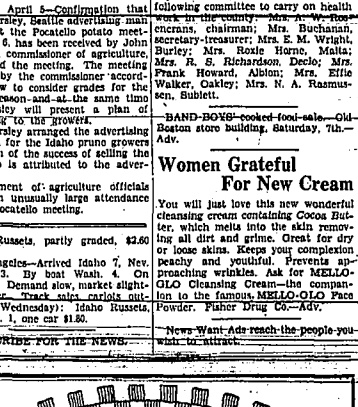 April 5—Confirmation that
rsley, Seattle advertising man
t the Pocatello potato meet-
6, has been received by John
commissioner of agriculture,
d the meeting. The meeting
by the commissioner accord-
w to consider grades for the
eason and at the same time
sley will present a plan of
g to the growers.
rsley arranged the advertising
for the Idaho prune growers
n of the success of selling the
is attributed to the adver-
ment of agriculture officials
n unusually large attendance
ocatello meeting.
Russets, partly graded, $2.60
ngeles—Arrived Idaho 7, Nev.
3. By boat Wash. 4. On
Demand slow, market slight-
Track sales carlots out-
Wednesday): Idaho Russets,
1, one car $1.50.
RIBE FOR THE NEWS.
following committee to carry on health
work in the county: Mrs. A. W. Ros-
encrans, chairman; Mrs. Buchanan,
secretary-treasurer; Mrs. E. M. Wright,
Burley; Mrs. Roxie Horne, Malta;
Mrs. R. S. Richardson, Declo; Mrs.
Frank Howard, Albion; Mrs. Effie
Walker, Oakley; Mrs. N. A. Rasmus-
sen, Sublett.
BAND BOYS' cooked food sale. Old
Boston store building, Saturday, 7th.—
Adv.
Women Grateful
For New Cream
You will just love this new wonderful
cleansing cream containing Cocoa But-
ter, which melts into the skin remov-
ing all dirt and grime. Great for dry
or loose skins. Keeps your complexion
peachy and youthful. Prevents ap-
proaching wrinkles. Ask for MELLO-
GLO Cleansing Cream—the compan-
ion to the famous MELLO-GLO Face
Powder. Fisher Drug Co.—Adv.
News Want Ads reach the people you
wish to attract.